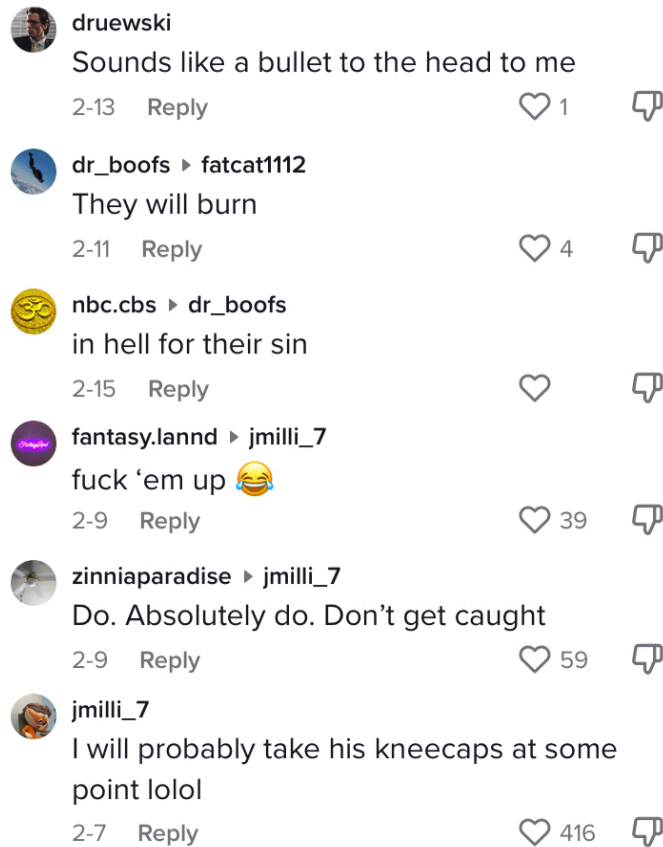 druewski
Sounds like a bullet to the head to me
2-13 Reply 1
dr_boofs ▸ fatcat1112
They will burn
2-11 Reply 4
nbc.cbs ▸ dr_boofs
in hell for their sin
2-15 Reply
fantasy.lannd ▸ jmilli_7
fuck ‘em up 😂
2-9 Reply 39
zinniaparadise ▸ jmilli_7
Do. Absolutely do. Don’t get caught
2-9 Reply 59
jmilli_7
I will probably take his kneecaps at some
point lolol
2-7 Reply 416